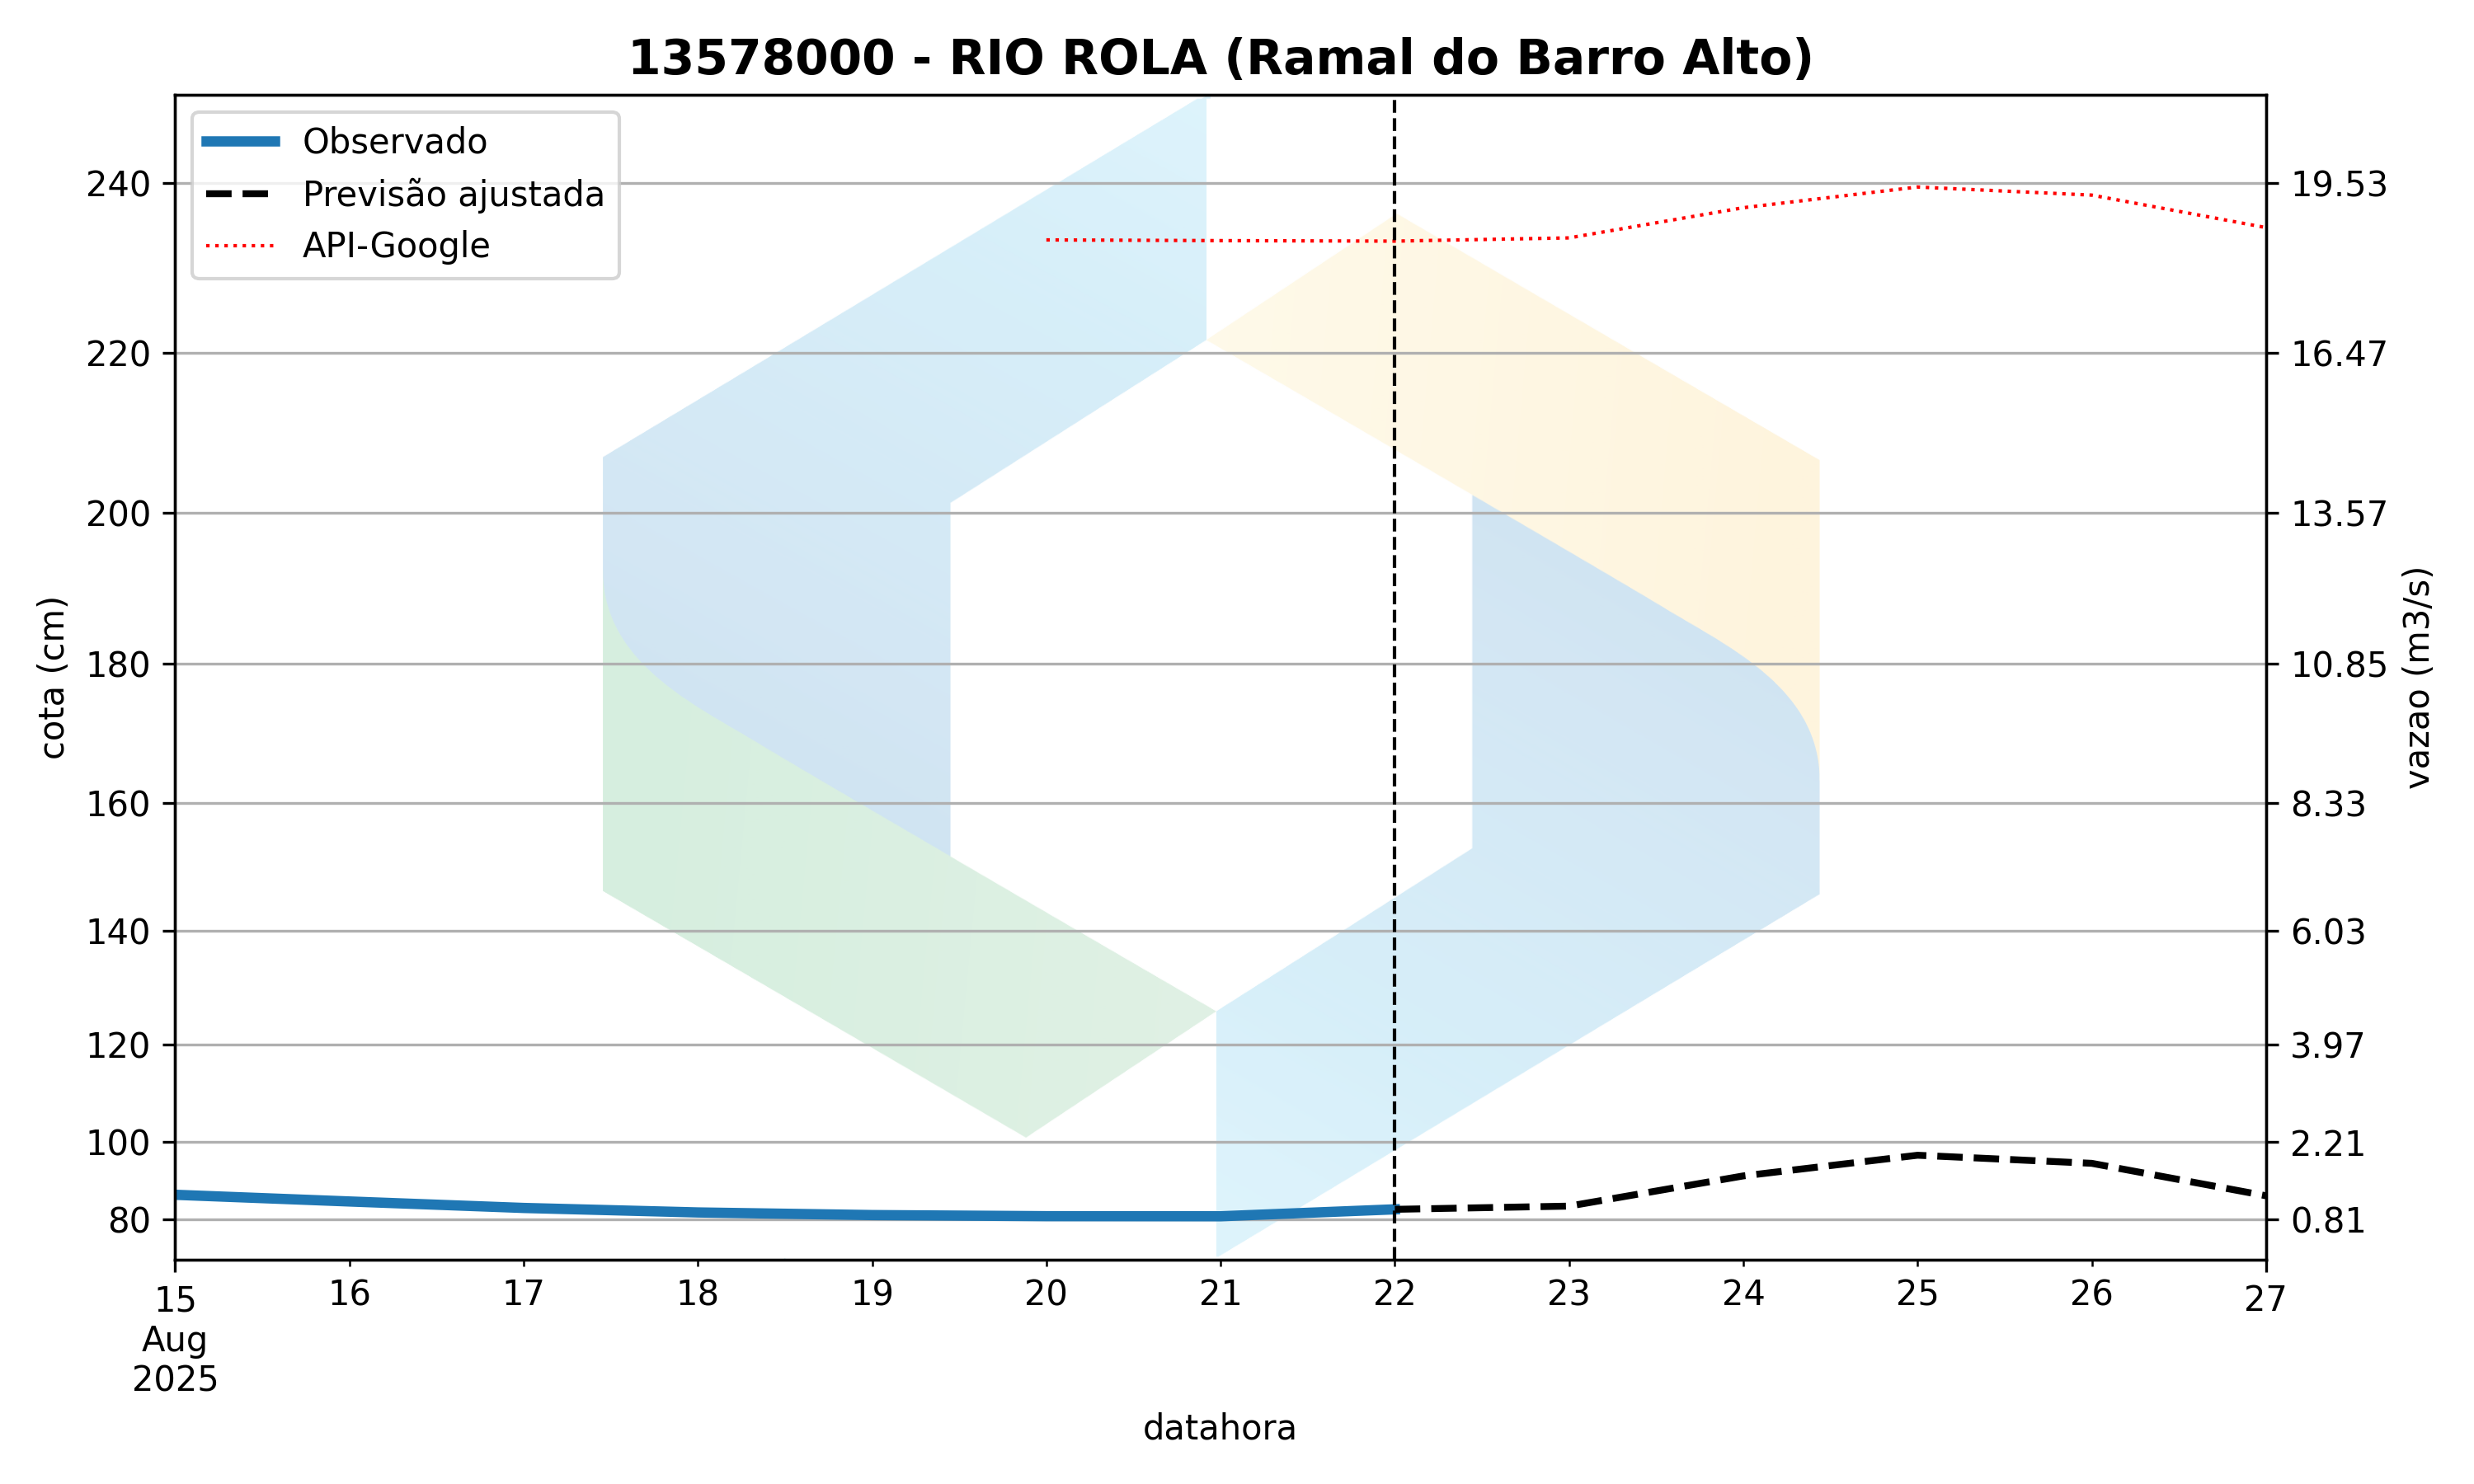 13578000 - RIO ROLA (Ramal do Barro Alto)
Observado
Previsão ajustada
API-Google
cota (cm)
240
220
200
180
160
140
120
100
80
19.53
16.47
13.57
10.85
8.33
6.03
3.97
2.21
0.81
vazao (m3/s)
15 16 17 18 19 20 21 22 23 24 25 26 27
Aug
2025
datahora